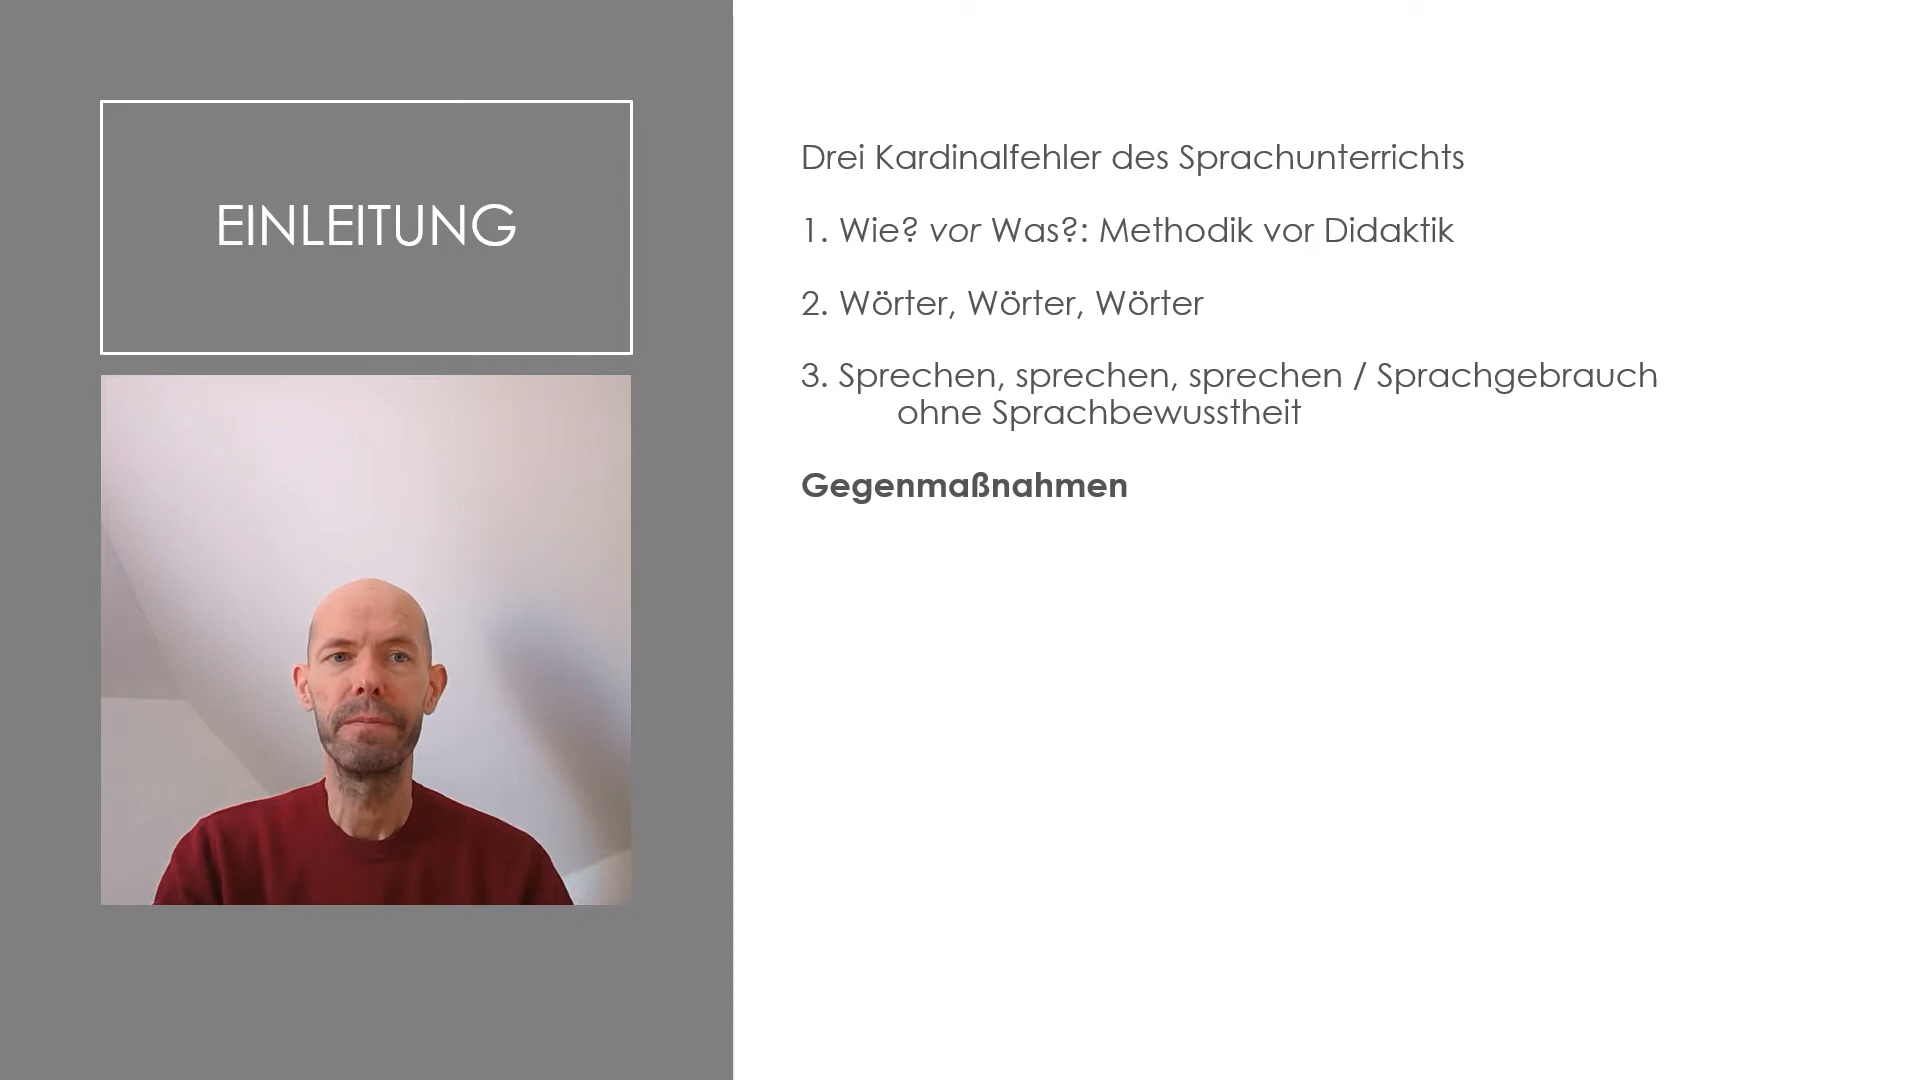 EINLEITUNG
Drei Kardinalfehler des Sprachunterrichts
1. Wie? vor Was?: Methodik vor Didaktik
2. Wörter, Wörter, Wörter
3. Sprechen, sprechen, sprechen / Sprachgebrauch
ohne Sprachbewusstheit
Gegenmaßnahmen